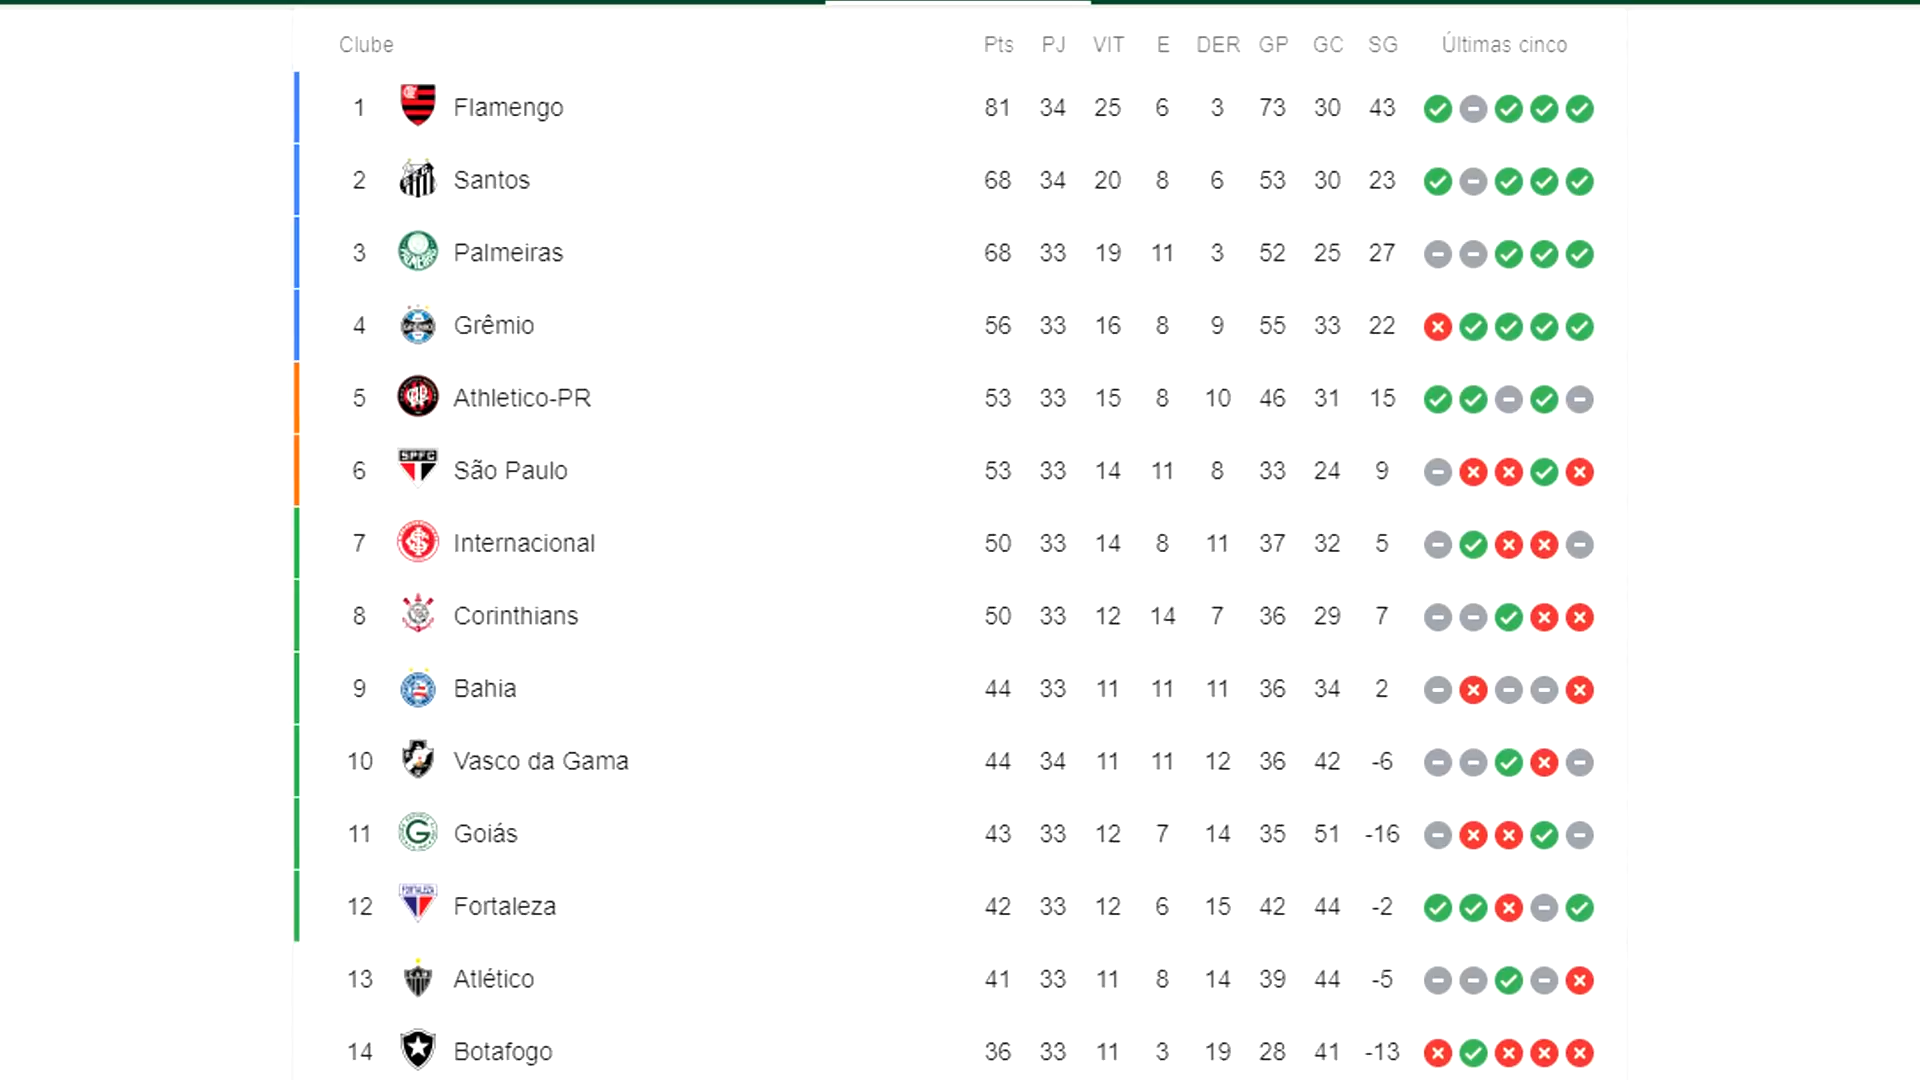 Clube Pts PJ VIT E DER GP GC SG Últimas cinco
1 Flamengo 81 34 25 6 3 73 30 43
2 Santos 68 34 20 8 6 53 30 23
3 Palmeiras 68 33 19 11 3 52 25 27
4 Grêmio 56 33 16 8 9 55 33 22
5 Athletico-PR 53 33 15 8 10 46 31 15
SPFC
6 São Paulo 53 33 14 11 8 33 24 9
7 Internacional 50 33 14 8 11 37 32 5
8 Corinthians 50 33 12 14 7 36 29 7
9 Bahia 44 33 11 11 11 36 34 2
10 Vasco da Gama 44 34 11 11 12 36 42 -6
11 G Goiás 43 33 12 7 14 35 51 -16
FORTALEZA
12 Fortaleza 42 33 12 6 15 42 44 -2
13 Atlético 41 33 11 8 14 39 44 -5
14 Botafogo 36 33 11 3 19 28 41 -13